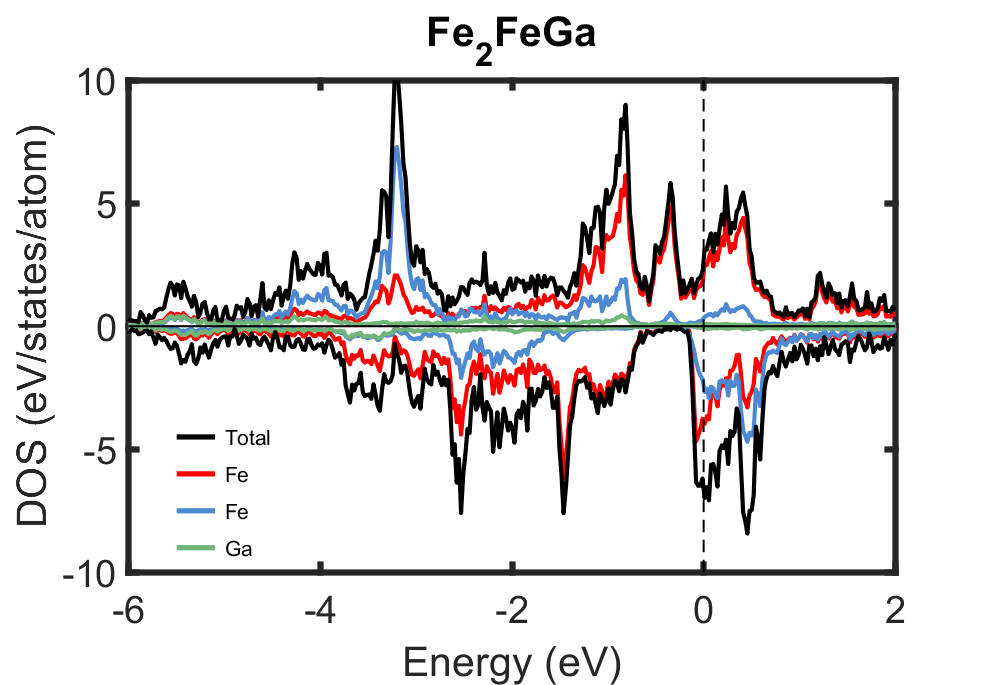 Fe₂FeGa
DOS (eV/states/atom)
10
5
0
-5
-10
Total
Fe
Fe
Ga
-6 -4 -2 0 2
Energy (eV)